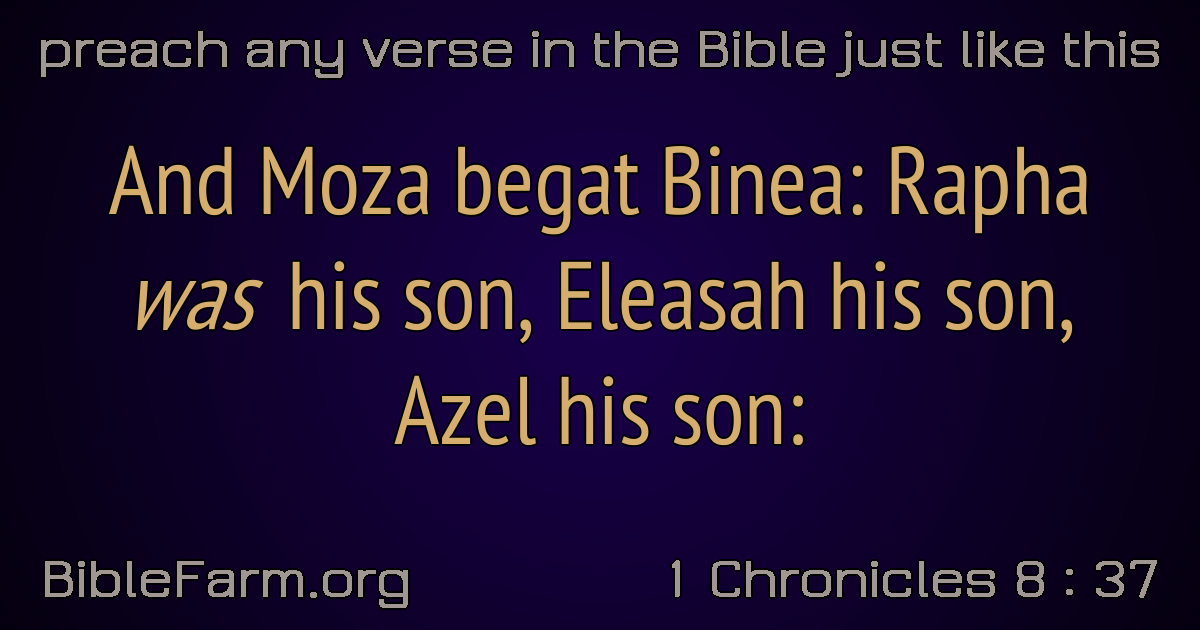 preach any verse in the Bible just like this
And Moza begat Binea: Rapha
was his son, Eleasah his son,
Azel his son:
BibleFarm.org
1 Chronicles 8 : 37